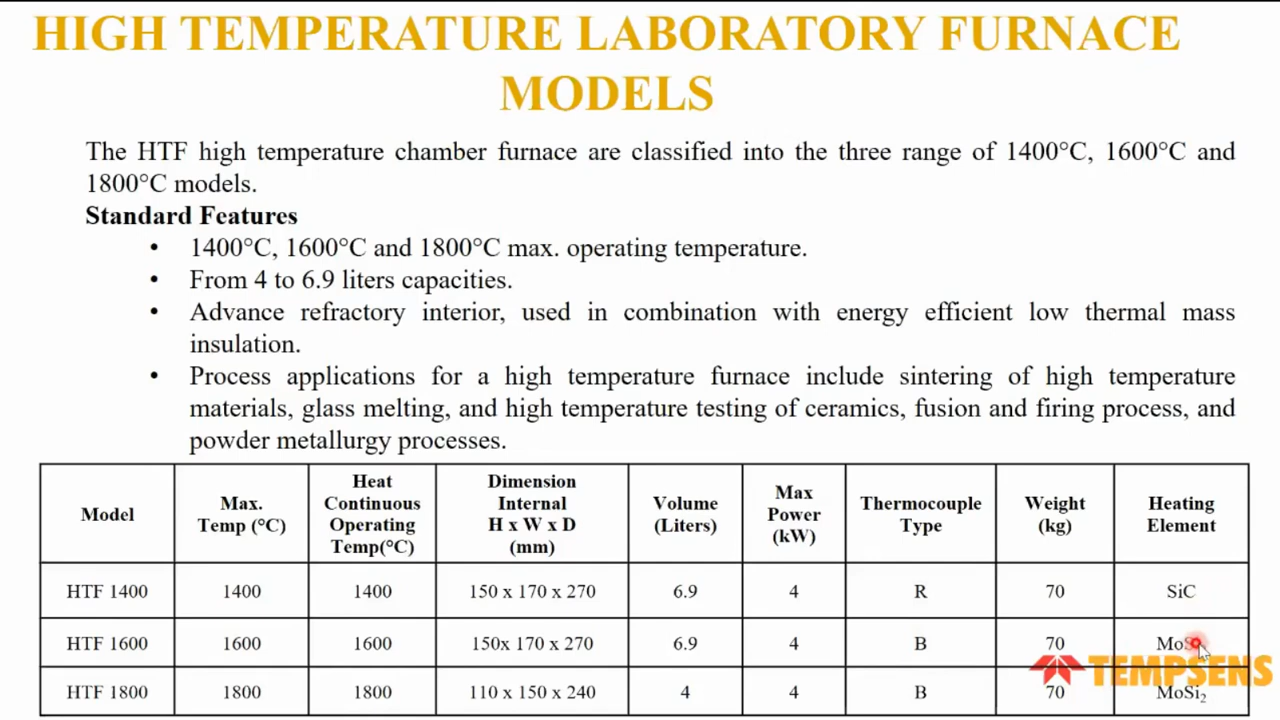 HIGH TEMPERATURE LABORATORY FURNACE
MODELS
The HTF high temperature chamber furnace are classified into the three range of 1400°C, 1600°C and
1800°C models.
Standard Features
• 1400°C, 1600°C and 1800°C max. operating temperature.
• From 4 to 6.9 liters capacities.
• Advance refractory interior, used in combination with energy efficient low thermal mass
insulation.
• Process applications for a high temperature furnace include sintering of high temperature
materials, glass melting, and high temperature testing of ceramics, fusion and firing process, and
powder metallurgy processes.
Model Max. Temp (°C) Heat Continuous Operating Temp(°C) Dimension Internal H x W x D (mm) Volume (Liters) Max Power (kW) Thermocouple Type Weight (kg) Heating Element
HTF 1400 1400 1400 150 x 170 x 270 6.9 4 R 70 SiC
HTF 1600 1600 1600 150x 170 x 270 6.9 4 B 70
HTF 1800 1800 1800 110 x 150 x 240 4 4 B 70 MoSi₂
TEMPSENS